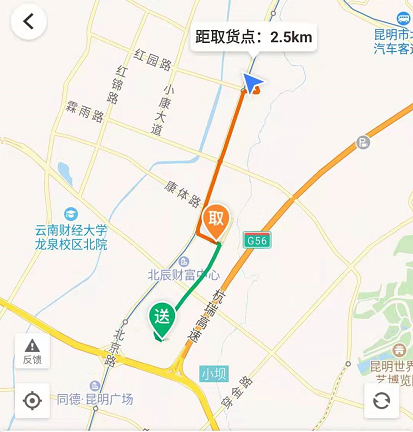 距取货点：2.5km
昆明市北
汽车客运
红园路
红锦路
小康大道
霖雨路
康体路
取
云南财经大学
龙泉校区北院
G56
北辰财富中心
杭瑞高速
送
北京路
反馈
小坝
昆明世界
艺博览园
同德·昆明广场